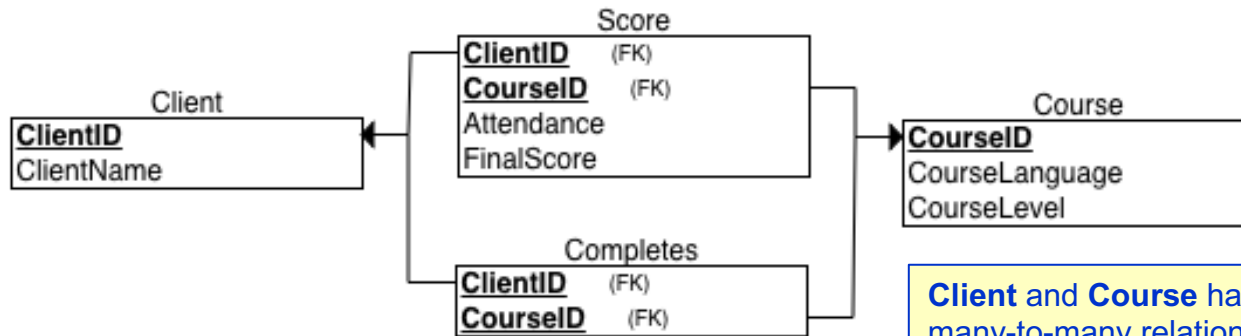 Score
ClientID (FK)
CourseID (FK)
Attendance
FinalScore
Client
ClientID
ClientName
Course
CourseID
CourseLanguage
CourseLevel
Completes
ClientID (FK)
CourseID (FK)
Client and Course ha
many-to-many relation